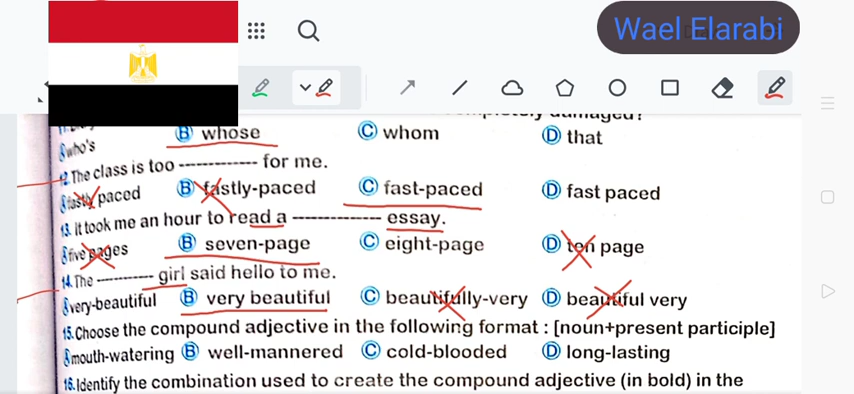 Wael Elarabi
completely damaged?
A who's B whose C whom D that
12. The class is too ------------ for me.
A fastly paced B fastly-paced C fast-paced D fast paced
13. It took me an hour to read a ------------- essay.
A five pages B seven-page C eight-page D ten page
14. The ---------- girl said hello to me.
A very-beautiful B very beautiful C beautifully-very D beautiful very
15. Choose the compound adjective in the following format : [noun+present participle]
A mouth-watering B well-mannered C cold-blooded D long-lasting
16. Identify the combination used to create the compound adjective (in bold) in the